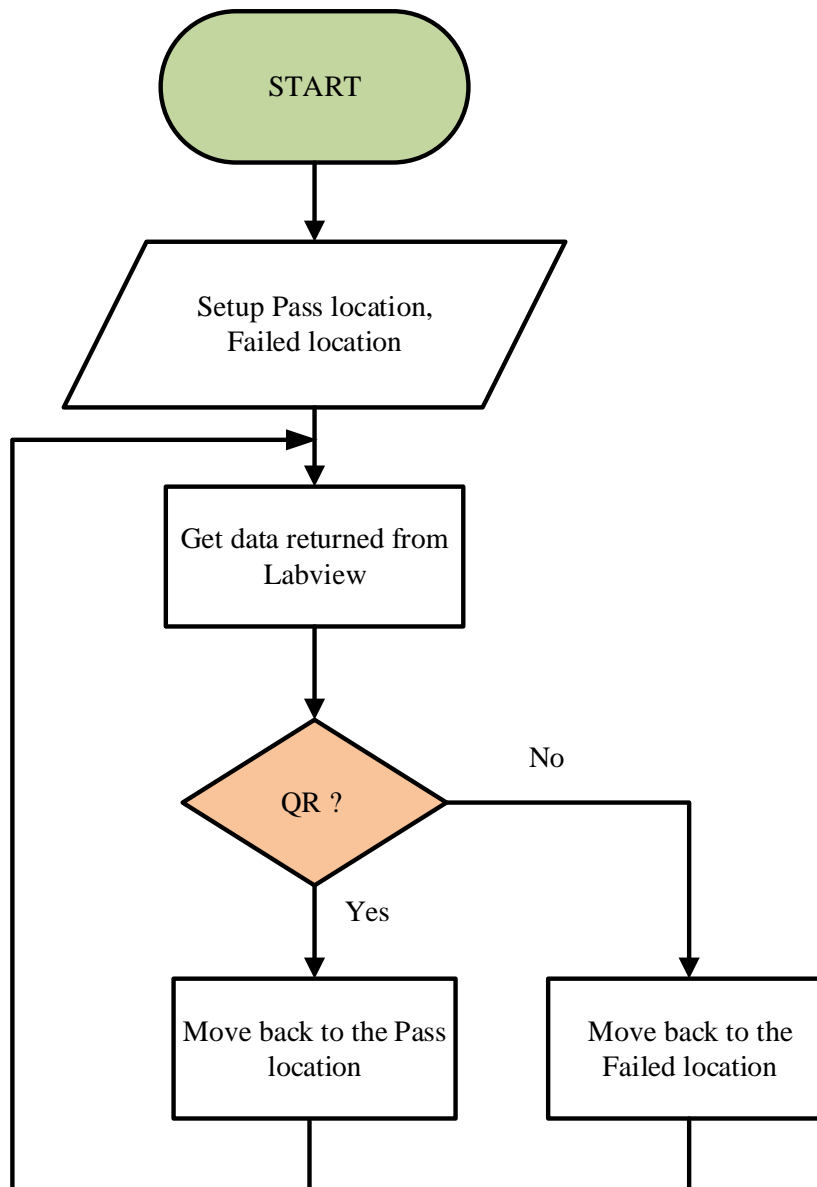 START
Setup Pass location,
Failed location
Get data returned from
Labview
QR ?
No
Yes
Move back to the Pass
location
Move back to the
Failed location